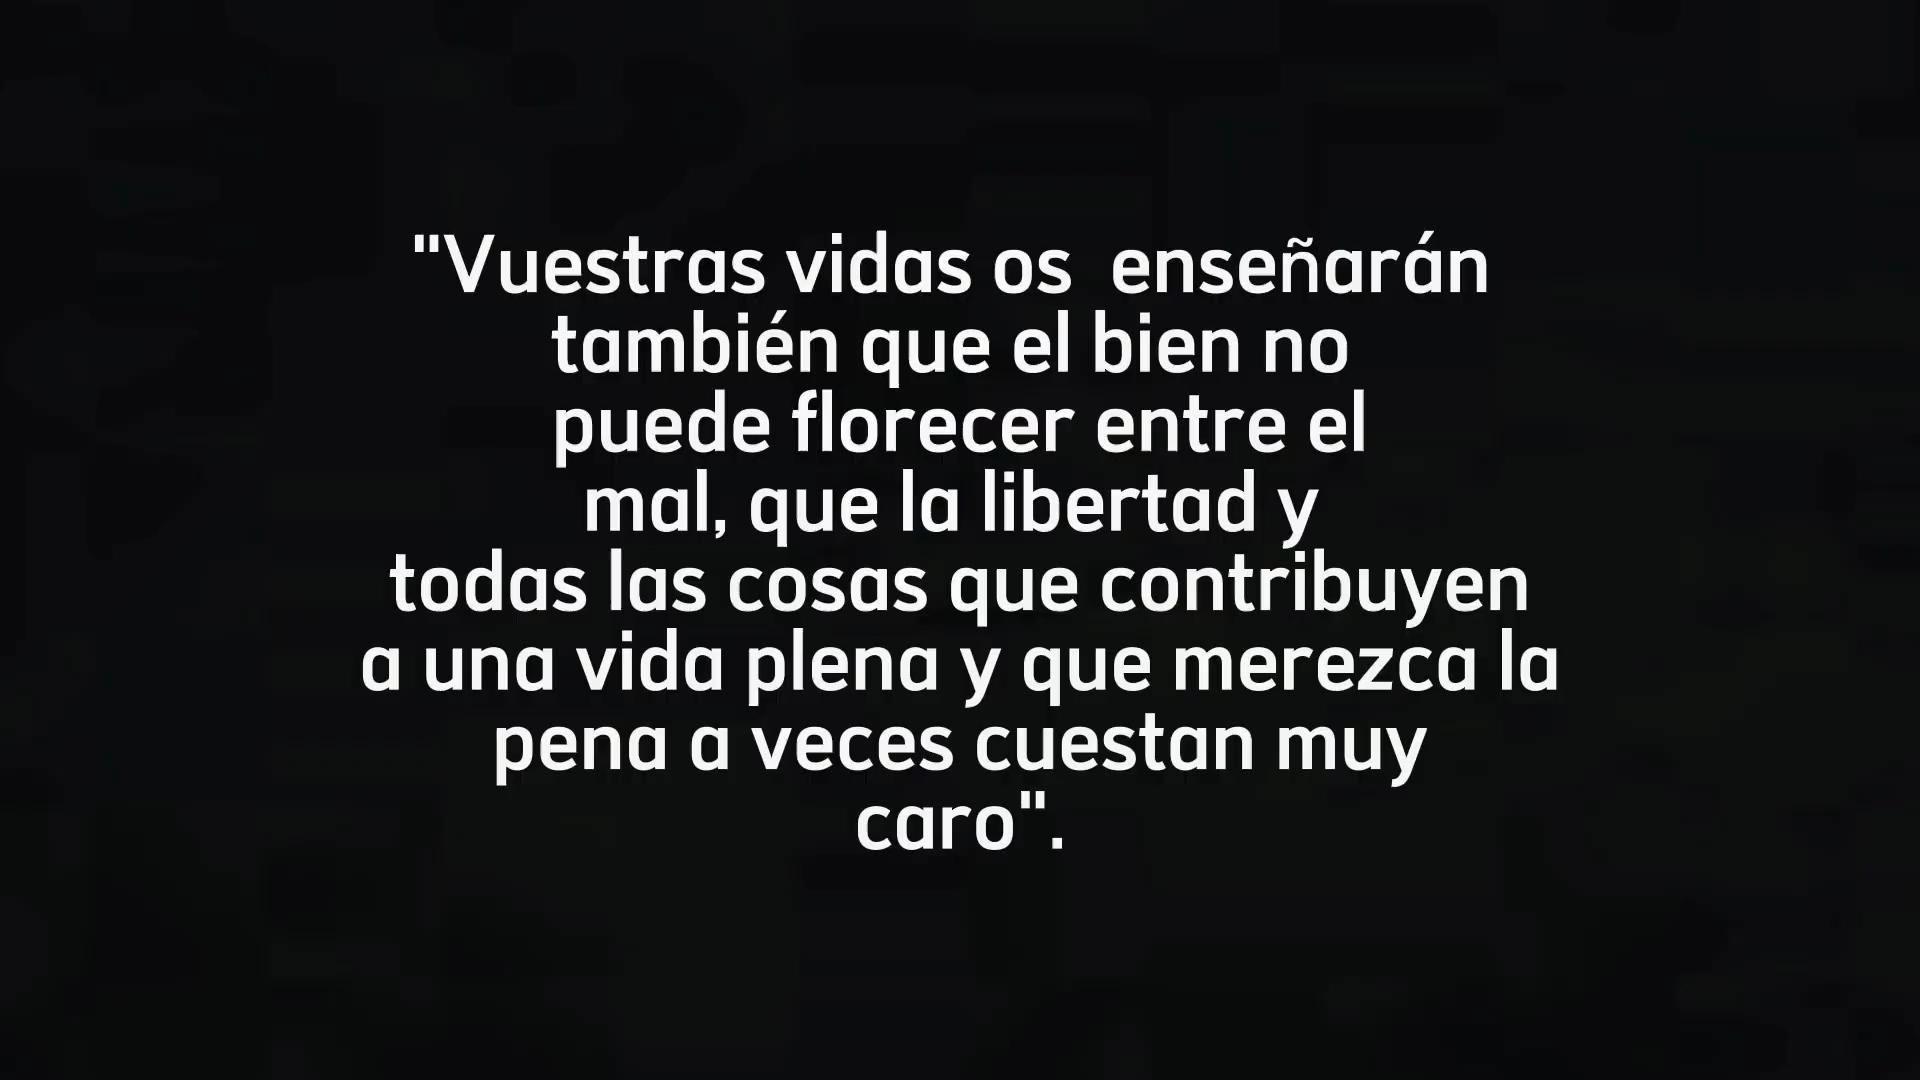 "Vuestras vidas os  enseñarán
también que el bien no
puede florecer entre el
mal, que la libertad y
todas las cosas que contribuyen
a una vida plena y que merezca la
pena a veces cuestan muy
caro".